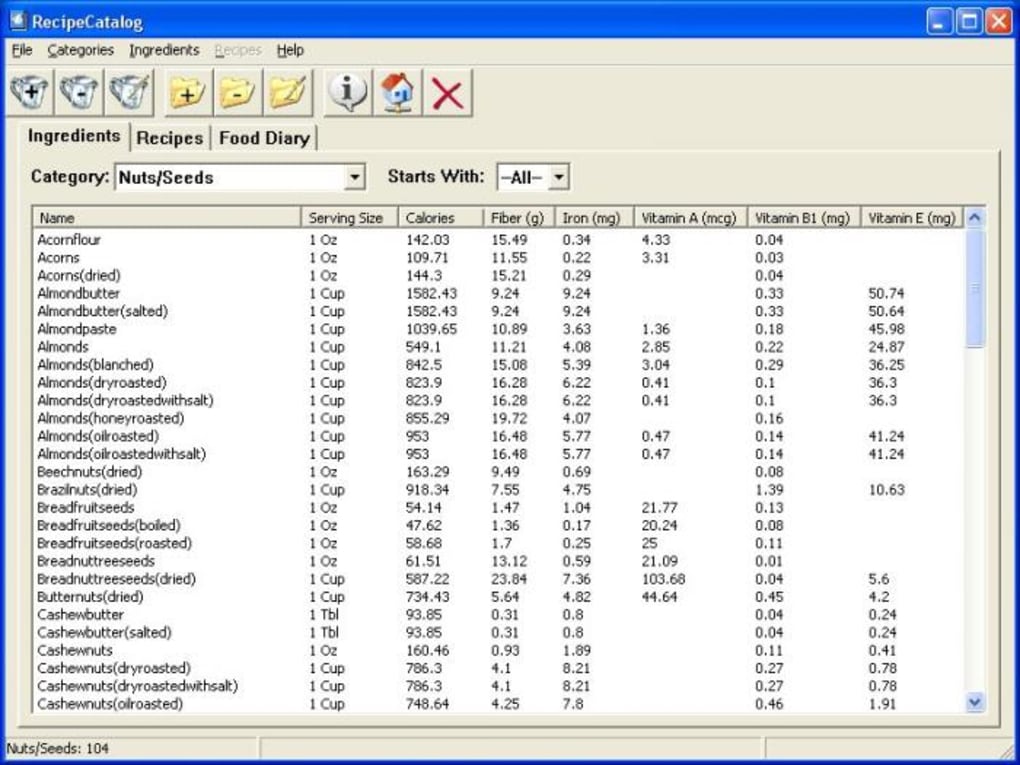 RecipeCatalog
File Categories Ingredients Recipes Help
Ingredients Recipes Food Diary
Category: Nuts/Seeds Starts With: --All--
Name Serving Size Calories Fiber (g) Iron (mg) Vitamin A (mcg) Vitamin B1 (mg) Vitamin E (mg)
Acornflour 1 Oz 142.03 15.49 0.34 4.33 0.04
Acorns 1 Oz 109.71 11.55 0.22 3.31 0.03
Acorns(dried) 1 Oz 144.3 15.21 0.29 0.04
Almondbutter 1 Cup 1582.43 9.24 9.24 0.33 50.74
Almondbutter(salted) 1 Cup 1582.43 9.24 9.24 0.33 50.64
Almondpaste 1 Cup 1039.65 10.89 3.63 1.36 0.18 45.98
Almonds 1 Cup 549.1 11.21 4.08 2.85 0.22 24.87
Almonds(blanched) 1 Cup 842.5 15.08 5.39 3.04 0.29 36.25
Almonds(dryroasted) 1 Cup 823.9 16.28 6.22 0.41 0.1 36.3
Almonds(dryroastedwithsalt) 1 Cup 823.9 16.28 6.22 0.41 0.1 36.3
Almonds(honeyroasted) 1 Cup 855.29 19.72 4.07 0.16
Almonds(oilroasted) 1 Cup 953 16.48 5.77 0.47 0.14 41.24
Almonds(oilroastedwithsalt) 1 Cup 953 16.48 5.77 0.47 0.14 41.24
Beechnuts(dried) 1 Oz 163.29 9.49 0.69 0.08
Brazilnuts(dried) 1 Cup 918.34 7.55 4.75 1.39 10.63
Breadfruitseeds 1 Oz 54.14 1.47 1.04 21.77 0.13
Breadfruitseeds(boiled) 1 Oz 47.62 1.36 0.17 20.24 0.08
Breadfruitseeds(roasted) 1 Oz 58.68 1.7 0.25 25 0.11
Breadnuttreeseeds 1 Oz 61.51 13.12 0.59 21.09 0.01
Breadnuttreeseeds(dried) 1 Cup 587.22 23.84 7.36 103.68 0.04 5.6
Butternuts(dried) 1 Cup 734.43 5.64 4.82 44.64 0.45 4.2
Cashewbutter 1 Tbl 93.85 0.31 0.8 0.04 0.24
Cashewbutter(salted) 1 Tbl 93.85 0.31 0.8 0.04 0.24
Cashewnuts 1 Oz 160.46 0.93 1.89 0.11 0.41
Cashewnuts(dryroasted) 1 Cup 786.3 4.1 8.21 0.27 0.78
Cashewnuts(dryroastedwithsalt) 1 Cup 786.3 4.1 8.21 0.27 0.78
Cashewnuts(oilroasted) 1 Cup 748.64 4.25 7.8 0.46 1.91
Nuts/Seeds: 104